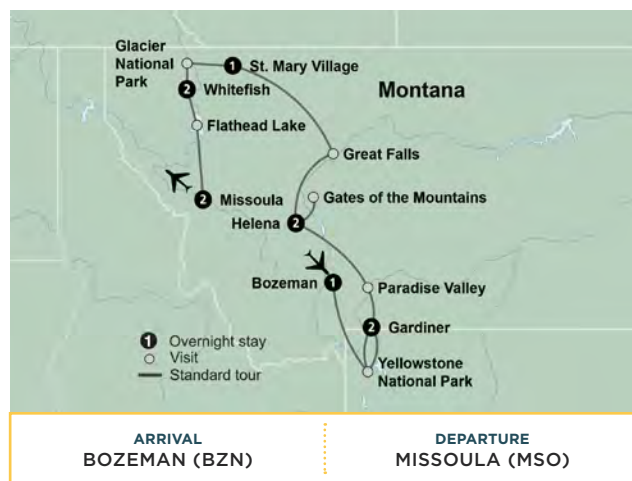 Glacier
National
Park
1
St. Mary Village
2
Whitefish
Montana
Flathead Lake
Great Falls
2
Missoula
Gates of the Mountains
Helena
2
Bozeman
1
Paradise Valley
2
Gardiner
Yellowstone
National Park
1 Overnight stay
Visit
Standard tour
ARRIVAL
BOZEMAN (BZN)
DEPARTURE
MISSOULA (MSO)